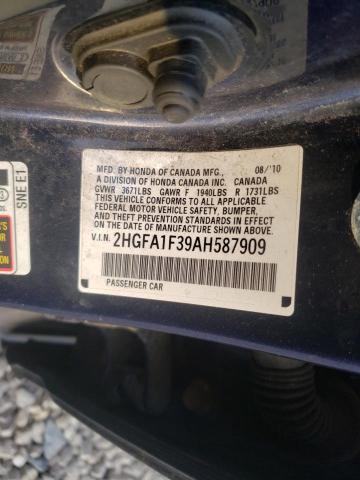 MFD. BY HONDA OF CANADA MFG., 08/'10
A DIVISION OF HONDA CANADA INC. CANADA
GVWR 3671LBS GAWR F 1940LBS R 1731LBS
THIS VEHICLE CONFORMS TO ALL APPLICABLE
FEDERAL MOTOR VEHICLE SAFETY, BUMPER,
AND THEFT PREVENTION STANDARDS IN EFFECT
ON THE DATE OF MANUFACTURE SHOWN ABOVE.
V.I.N. 2HGFA1F39AH587909
PASSENGER CAR
SNE E1